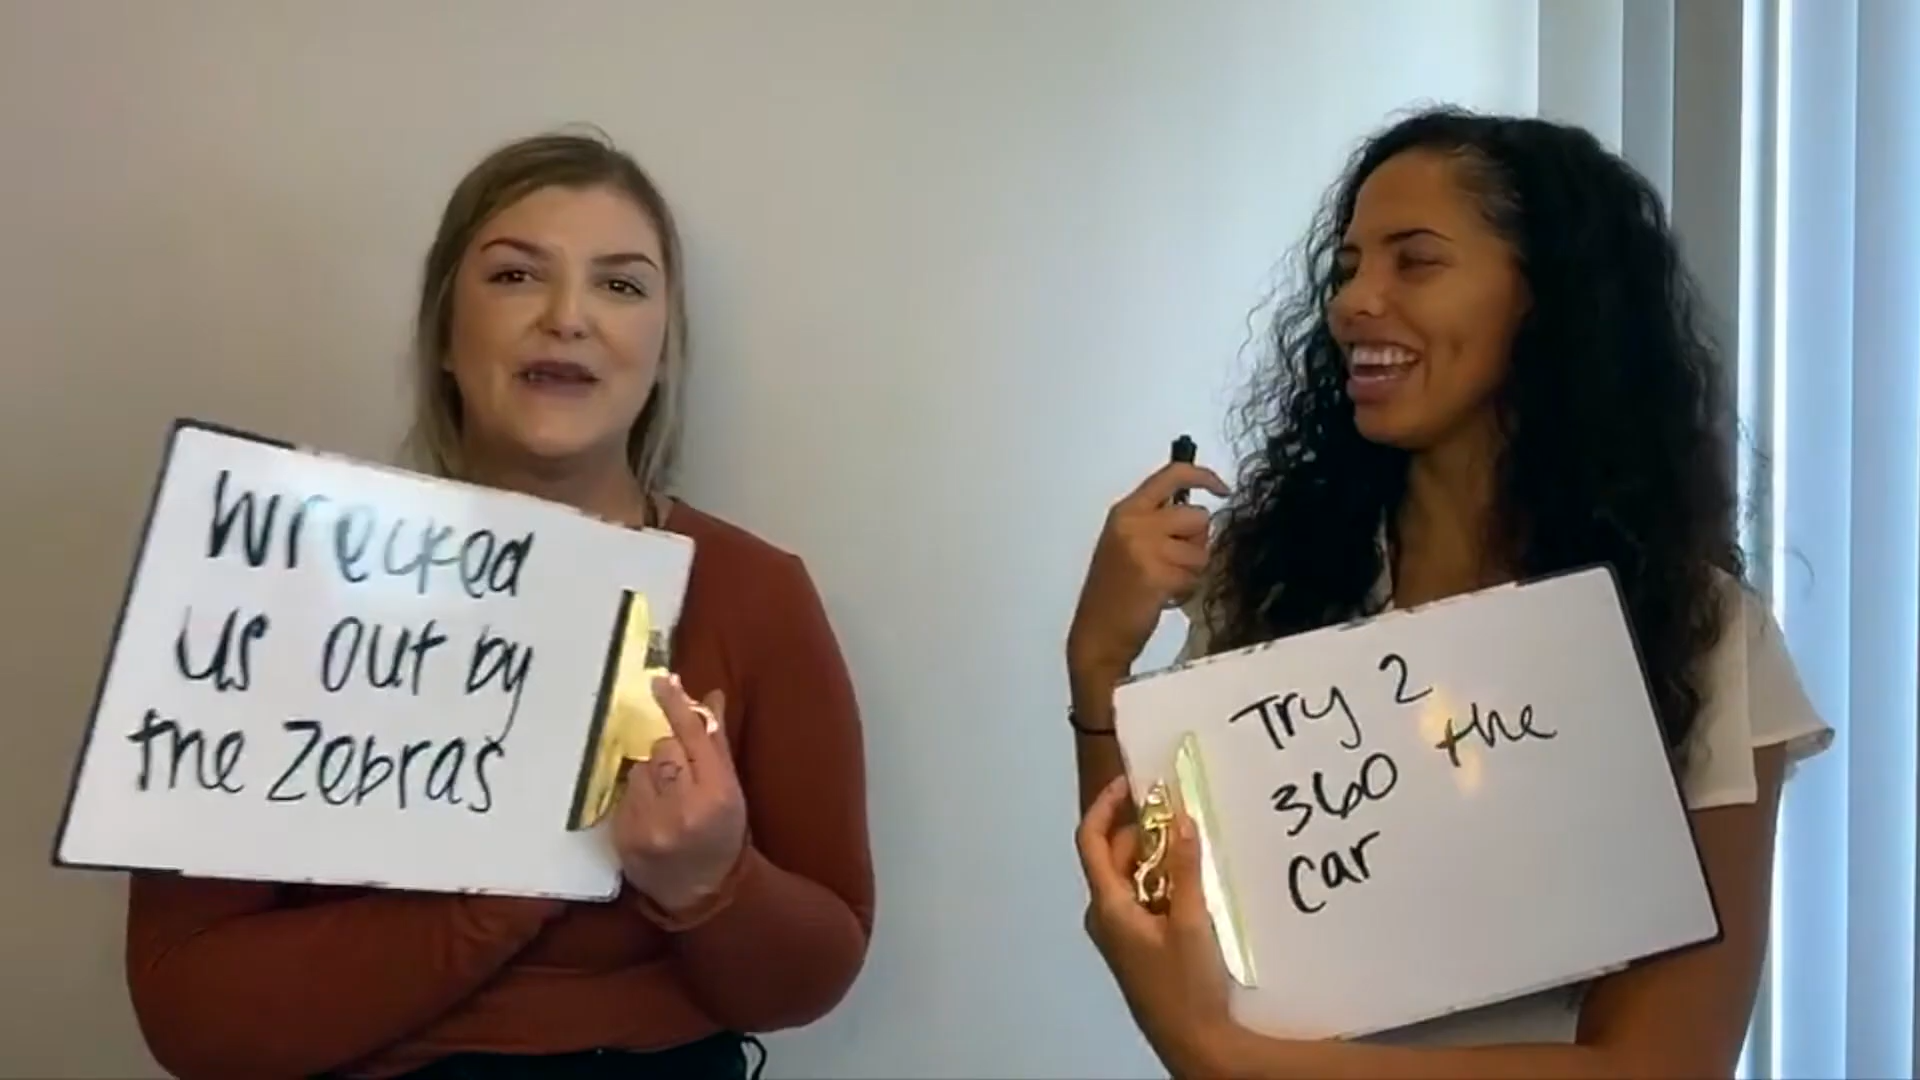 Wrecked
us out by
the Zebras
Try 2
360 the
car